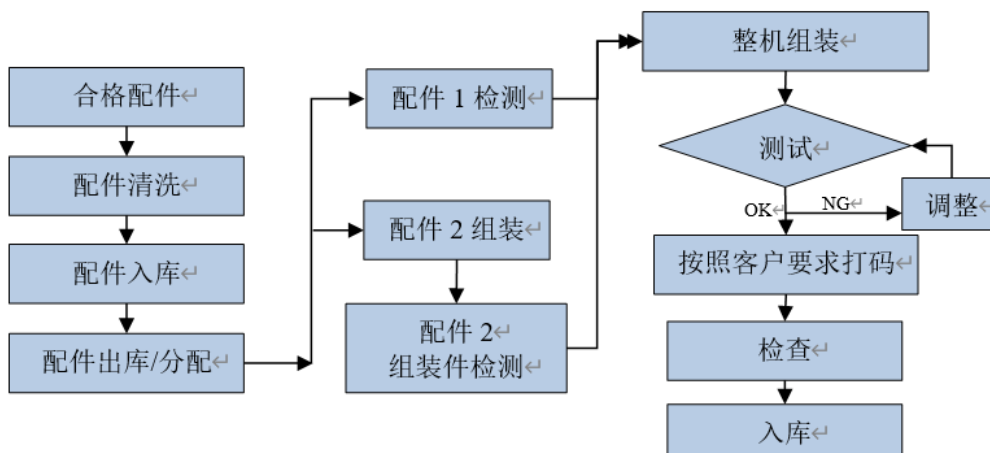 合格配件
配件清洗
配件入库
配件出库/分配
配件 1 检测
配件 2 组装
配件 2
组装件检测
整机组装
测试
OK
NG
调整
按照客户要求打码
检查
入库